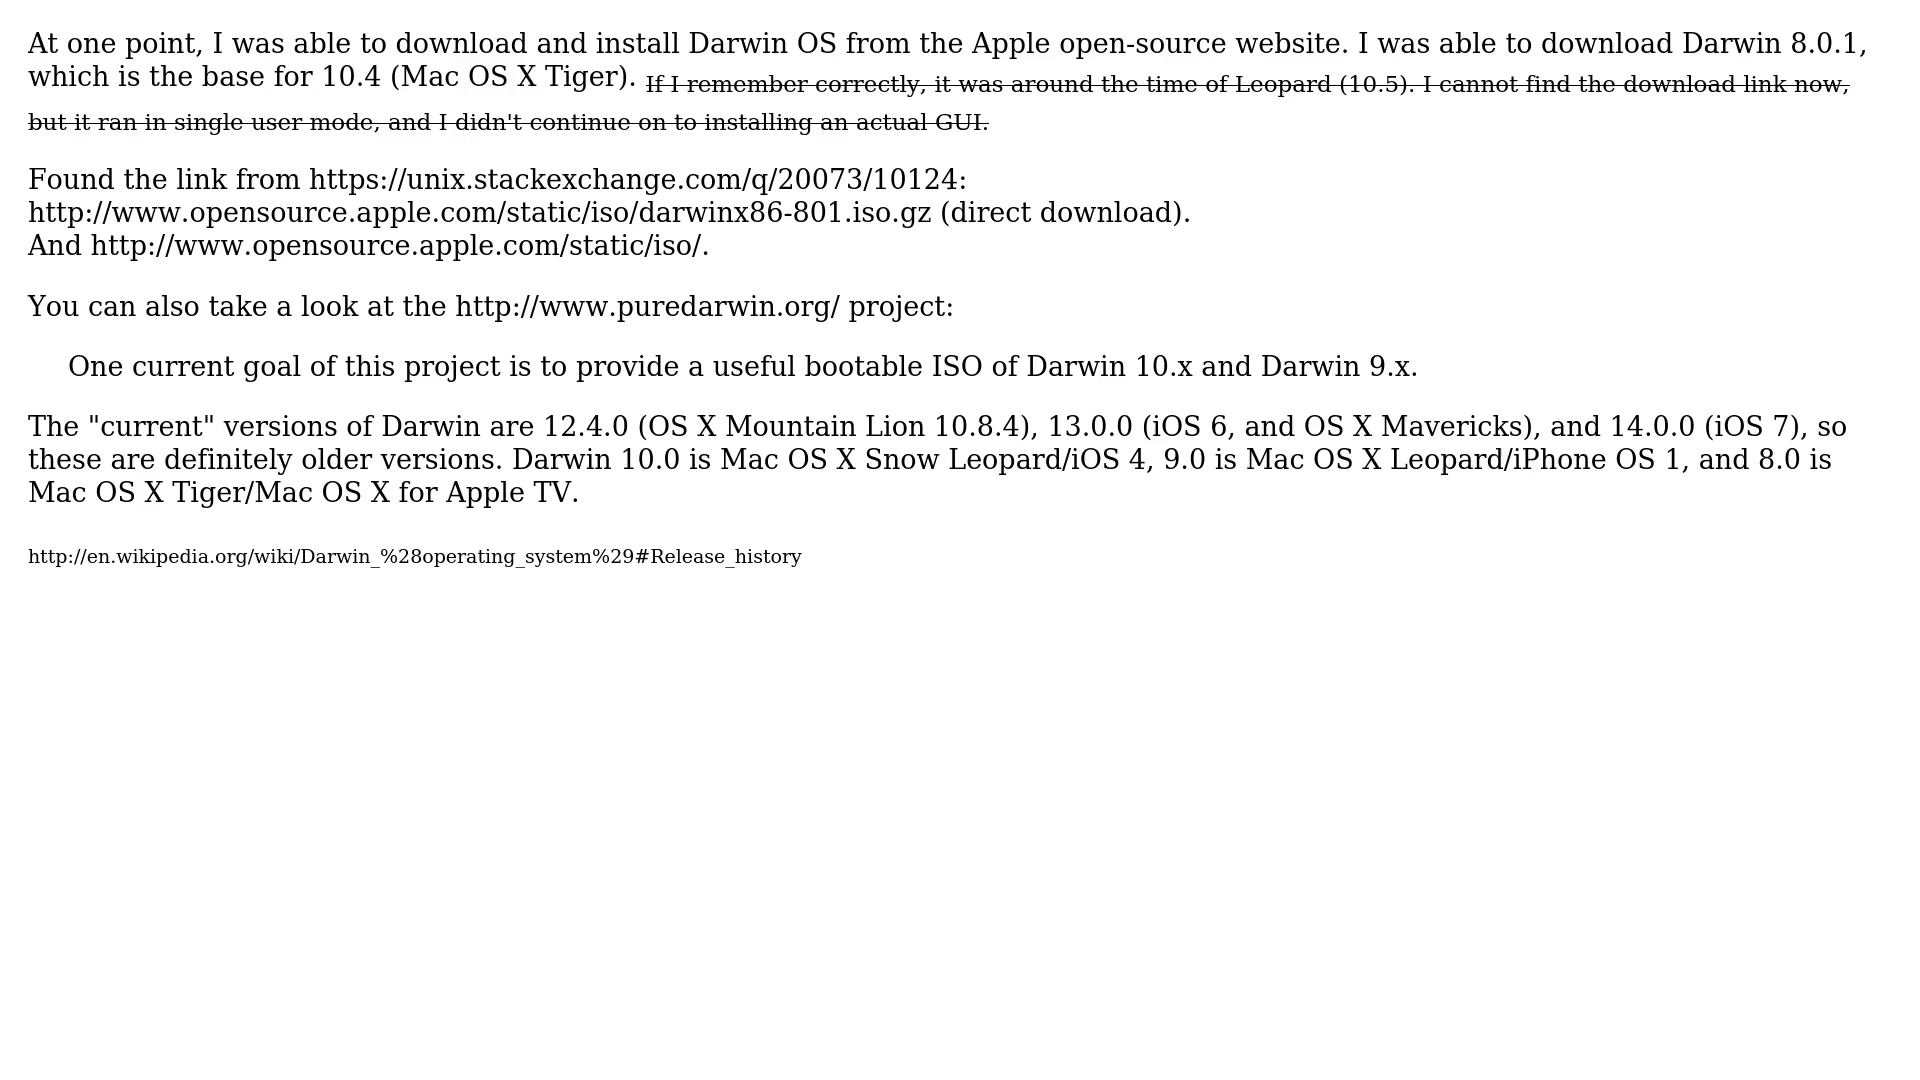 At one point, I was able to download and install Darwin OS from the Apple open-source website. I was able to download Darwin 8.0.1,
which is the base for 10.4 (Mac OS X Tiger). If I remember correctly, it was around the time of Leopard (10.5). I cannot find the download link now,
but it ran in single user mode, and I didn't continue on to installing an actual GUI.
Found the link from https://unix.stackexchange.com/q/20073/10124:
http://www.opensource.apple.com/static/iso/darwinx86-801.iso.gz (direct download).
And http://www.opensource.apple.com/static/iso/.
You can also take a look at the http://www.puredarwin.org/ project:
One current goal of this project is to provide a useful bootable ISO of Darwin 10.x and Darwin 9.x.
The "current" versions of Darwin are 12.4.0 (OS X Mountain Lion 10.8.4), 13.0.0 (iOS 6, and OS X Mavericks), and 14.0.0 (iOS 7), so
these are definitely older versions. Darwin 10.0 is Mac OS X Snow Leopard/iOS 4, 9.0 is Mac OS X Leopard/iPhone OS 1, and 8.0 is
Mac OS X Tiger/Mac OS X for Apple TV.
http://en.wikipedia.org/wiki/Darwin_%28operating_system%29#Release_history